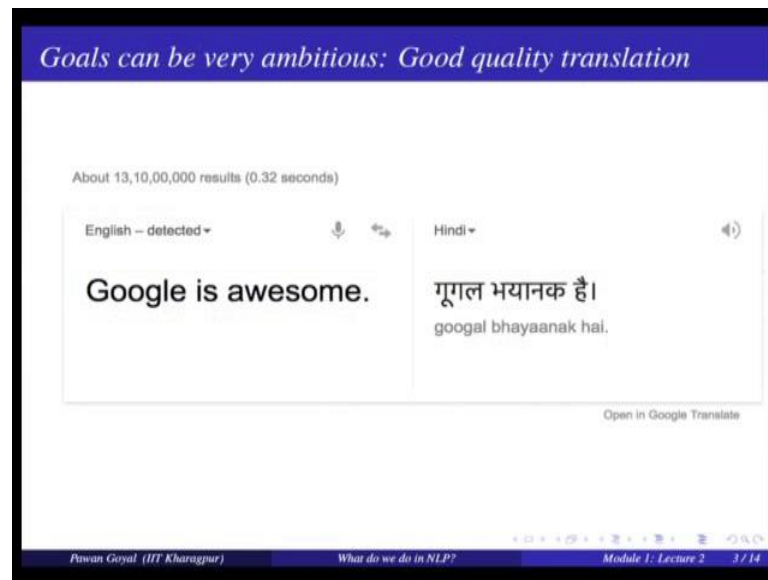 Goals can be very ambitious: Good quality translation
About 13,10,00,000 results (0.32 seconds)
English – detected
Hindi
Google is awesome.
गूगल भयानक है।
googal bhayaanak hai.
Open in Google Translate
Pawan Goyal (IIT Kharagpur) What do we do in NLP? Module 1: Lecture 2 3 / 14